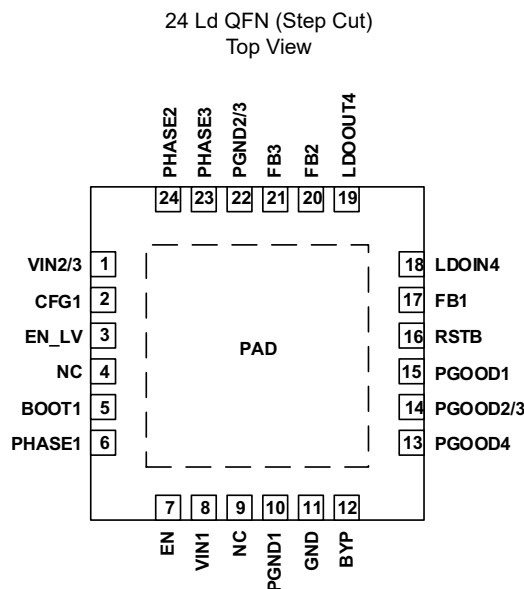 24 Ld QFN (Step Cut)
Top View
PHASE2
PHASE3
PGND2/3
FB3
FB2
LDOOUT4
24 23 22 21 20 19
VIN2/3 1
CFG1 2
EN_LV 3
NC 4
BOOT1 5
PHASE1 6
PAD
18 LDOIN4
17 FB1
16 RSTB
15 PGOOD1
14 PGOOD2/3
13 PGOOD4
7 8 9 10 11 12
EN
VIN1
NC
PGND1
GND
BYP